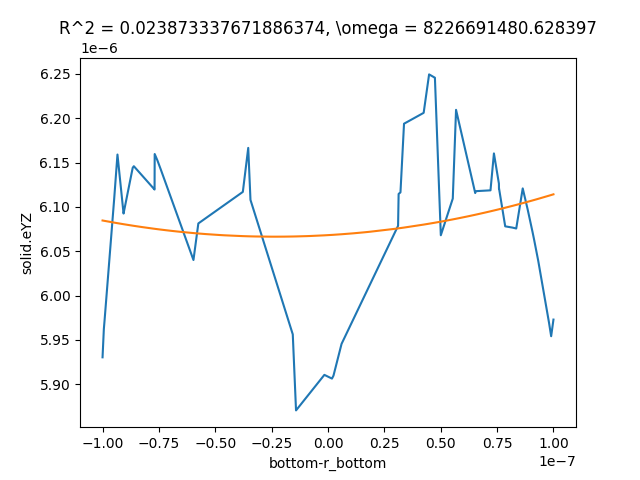 R^2 = 0.023873337671886374, \omega = 8226691480.628397
1e−6
6.25
6.20
6.15
6.10
6.05
6.00
5.95
5.90
solid.eYZ
−1.00 −0.75 −0.50 −0.25 0.00 0.25 0.50 0.75 1.00
bottom-r_bottom
1e−7